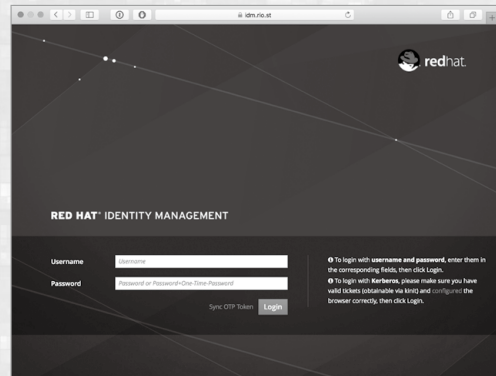 idm.rio.st
redhat.
RED HAT® IDENTITY MANAGEMENT
Username
Username
Password
Password or Password+One-Time-Password
Sync OTP Token
Login
To login with username and password, enter them in
the corresponding fields, then click Login.
To login with Kerberos, please make sure you have
valid tickets (obtainable via kinit) and configured the
browser correctly, then click Login.